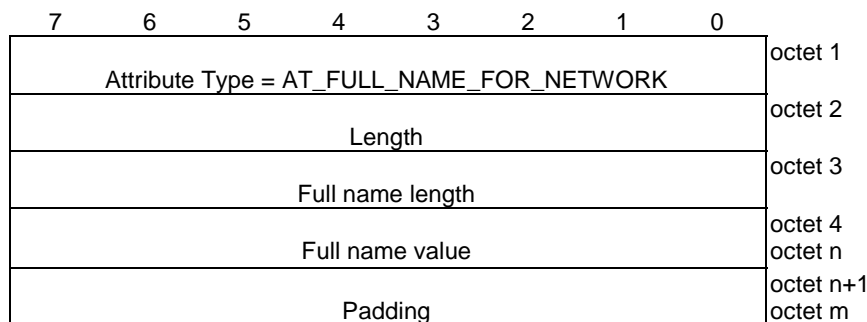 7 6 5 4 3 2 1 0
octet 1
Attribute Type = AT_FULL_NAME_FOR_NETWORK
octet 2
Length
octet 3
Full name length
octet 4
Full name value octet n
octet n+1
Padding octet m